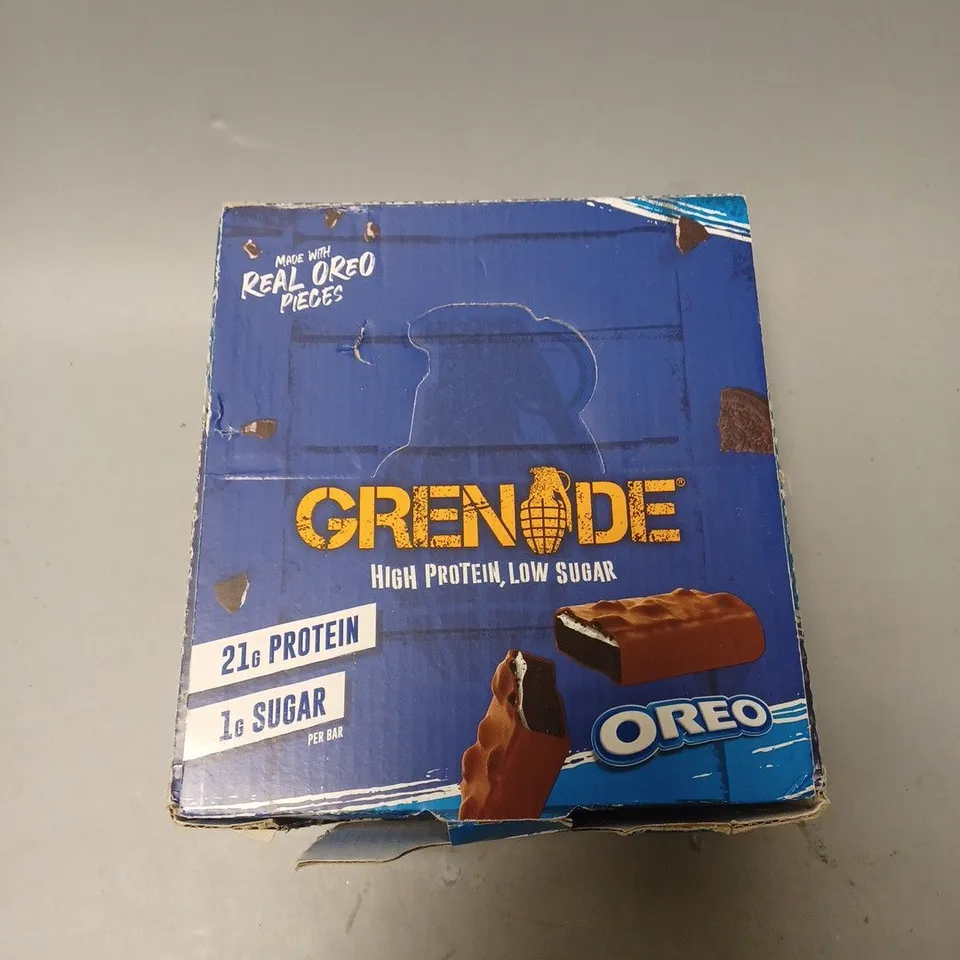 MADE WITH
REAL OREO
PIECES
GRENADE®
HIGH PROTEIN, LOW SUGAR
21G PROTEIN
1G SUGAR
PER BAR
OREO